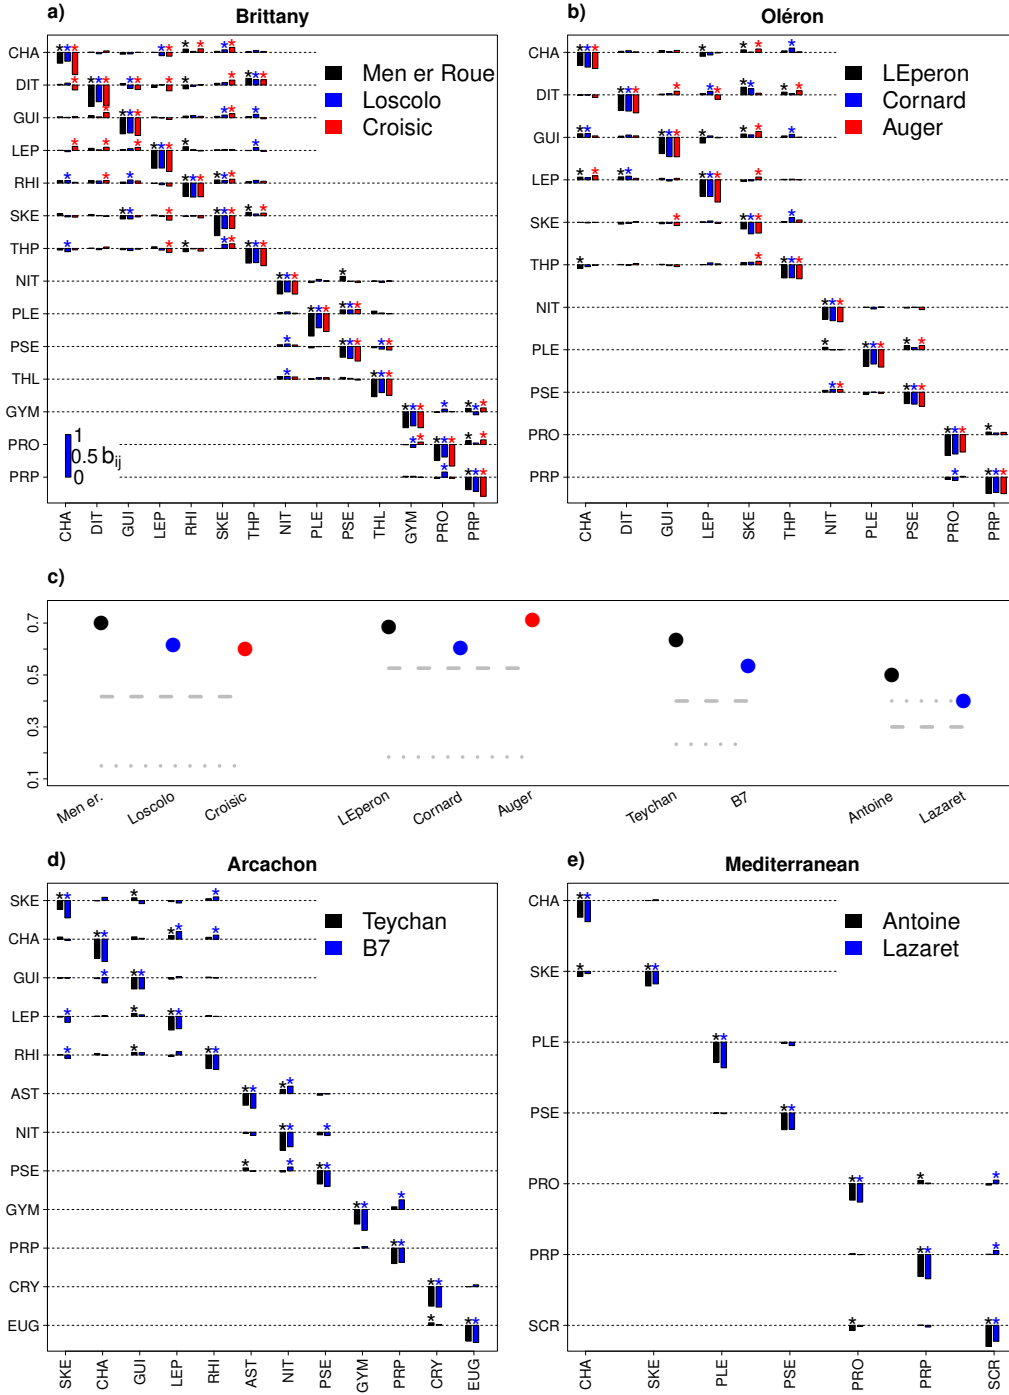 a) Brittany
CHA
DIT
GUI
LEP
RHI
SKE
THP
NIT
PLE
PSE
THL
GYM
PRO
PRP
Men er Roue
Loscolo
Croisic
1
0.5 bij
0
CHA DIT GUI LEP RHI SKE THP NIT PLE PSE THL GYM PRO PRP
b) Oléron
CHA
DIT
GUI
LEP
SKE
THP
NIT
PLE
PSE
PRO
PRP
LEperon
Cornard
Auger
CHA DIT GUI LREP SKE THP NIT PLE PSE PRO PRP
c)
0.7
0.5
0.3
0.1
Men er. Loscolo Croisic LEperon Cornard Auger Teychan B7 Antoine Lazaret
d) Arcachon
SKE
CHA
GUI
LEP
RHI
AST
NIT
PSE
GYM
PRP
CRY
EUG
Teychan
B7
SKE CHA GUI LEP RHI AST NIT PSE GYM PRP CRY EUG
e) Mediterranean
CHA
SKE
PLE
PSE
PRO
PRP
SCR
Antoine
Lazaret
CHA SKE PLE PSE PRO PRP SCR